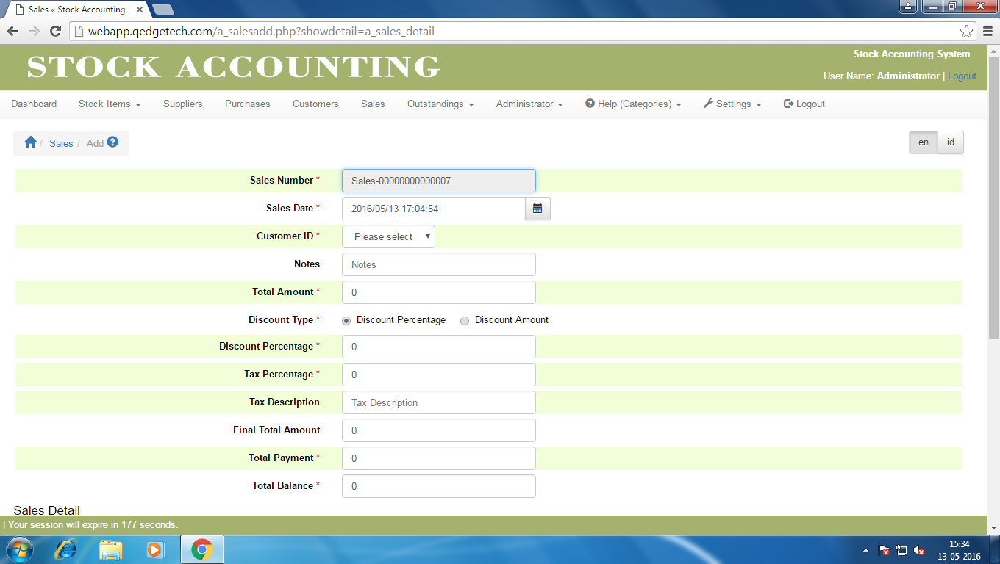 Sales « Stock Accounting
webapp.qedgetech.com/a_salesadd.php?showdetail=a_sales_detail
STOCK ACCOUNTING
Stock Accounting System
User Name: Administrator | Logout
Dashboard Stock Items Suppliers Purchases Customers Sales Outstandings Administrator Help (Categories) Settings Logout
/ Sales / Add
en id
Sales Number * Sales-00000000000007
Sales Date * 2016/05/13 17:04:54
Customer ID * Please select
Notes Notes
Total Amount * 0
Discount Type * Discount Percentage Discount Amount
Discount Percentage * 0
Tax Percentage * 0
Tax Description Tax Description
Final Total Amount 0
Total Payment * 0
Total Balance * 0
Sales Detail
| Your session will expire in 177 seconds.
15:34
13-05-2016